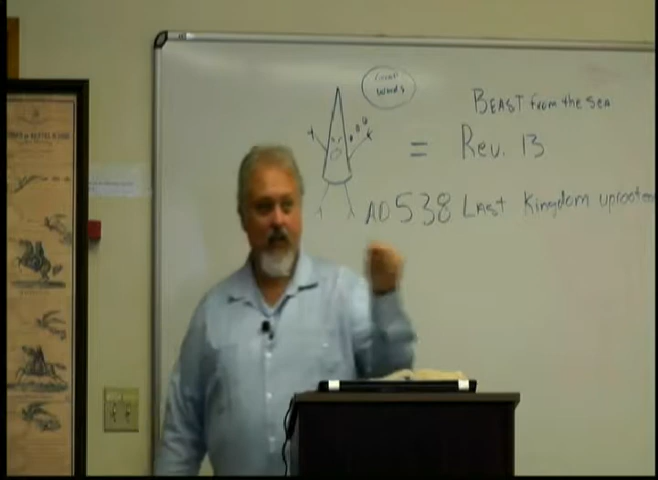 Great
Words
BEAST from the sea
= Rev. 13
AD 538 Last Kingdom uprooted